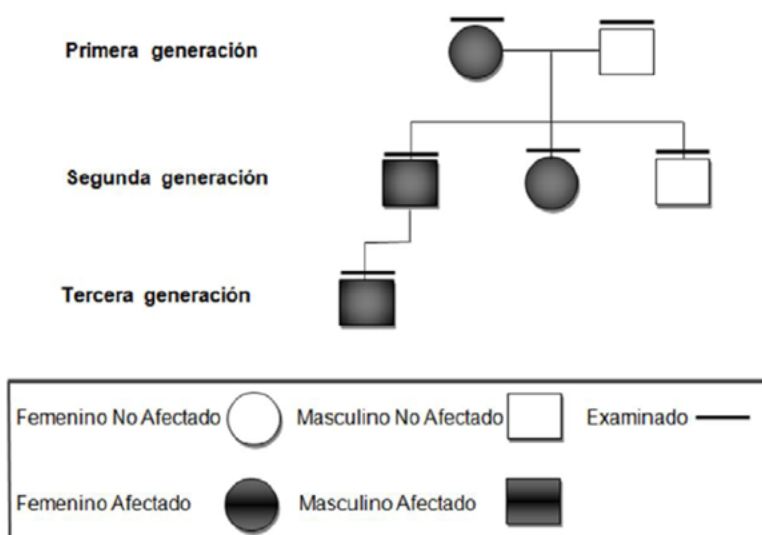 Primera generación
Segunda generación
Tercera generación
Femenino No Afectado Masculino No Afectado Examinado
Femenino Afectado Masculino Afectado